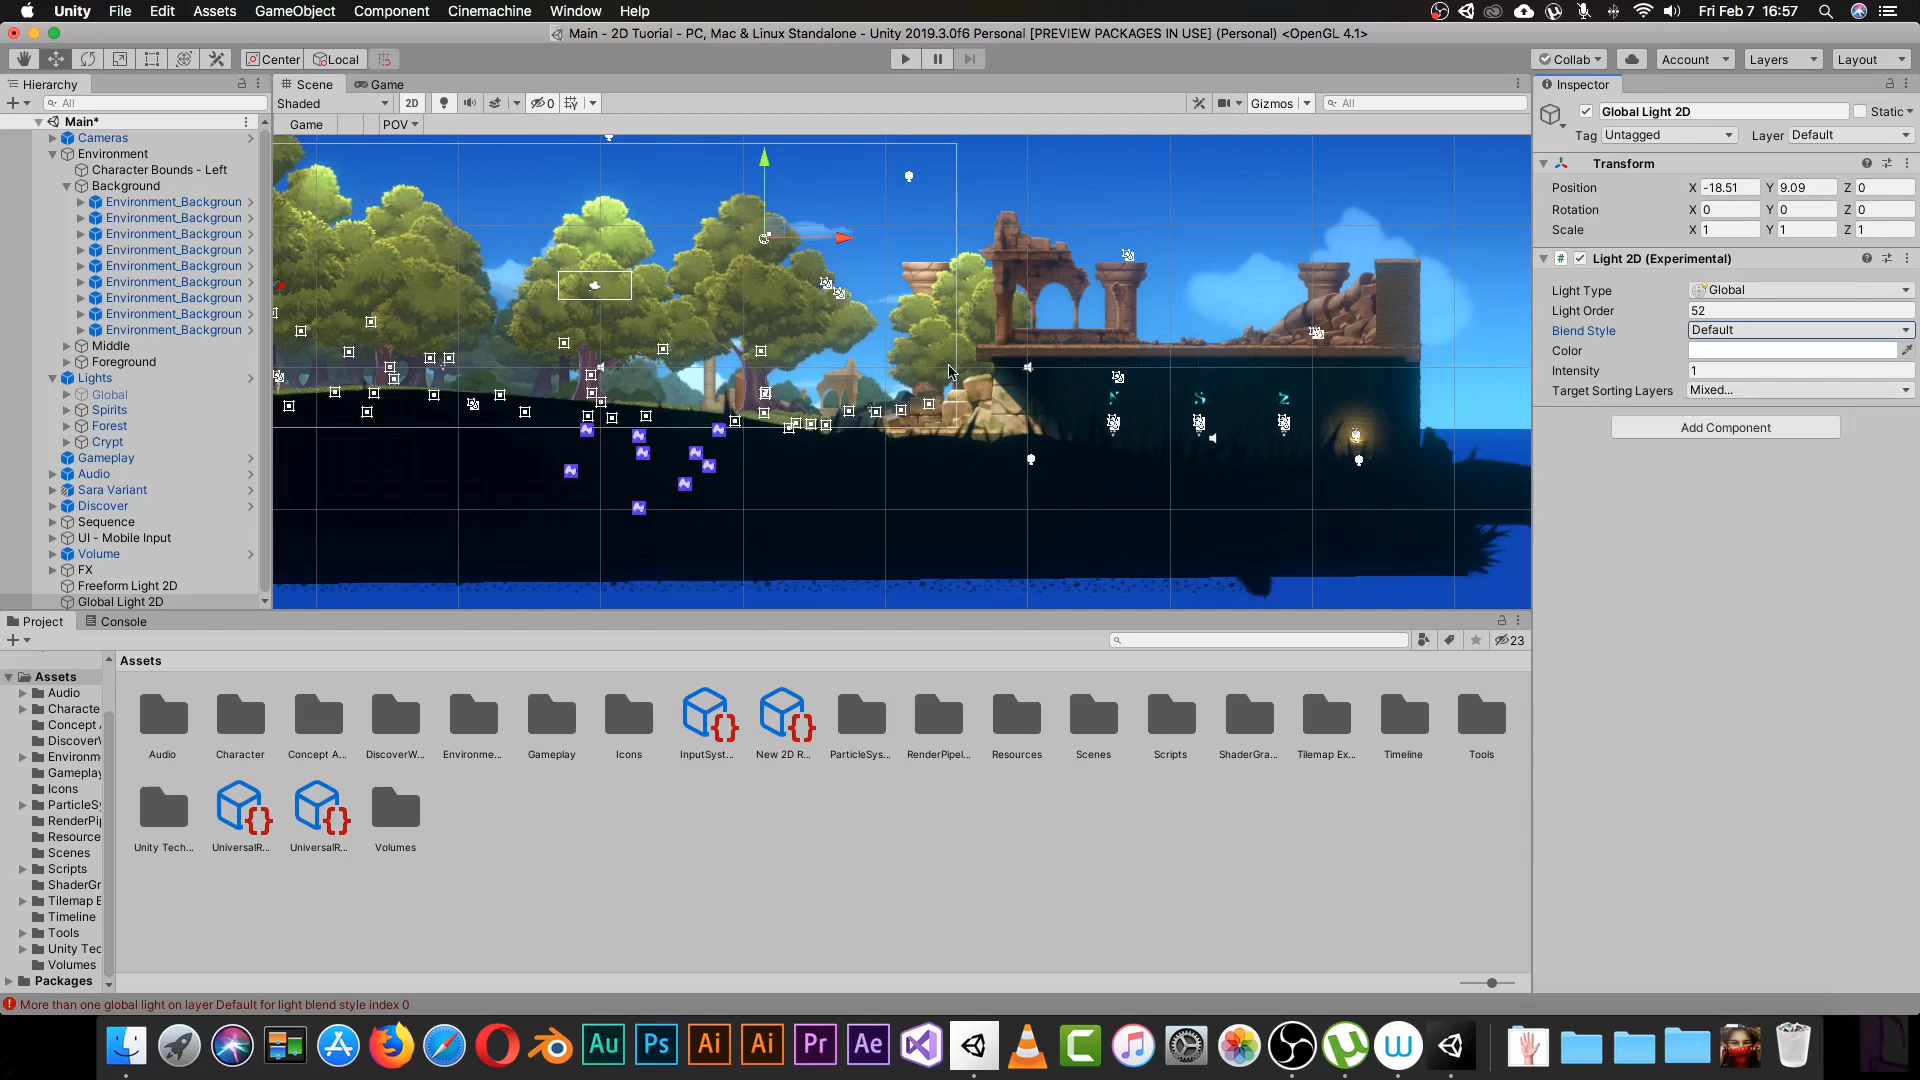 Unity File Edit Assets GameObject Component Cinemachine Window Help Fri Feb 7 16:57
Main - 2D Tuorial - PC, Mac & Linux Standalone - Unity 2019.3.0f6 Personal [PREVIEW PACKAGES IN USE] (Personal) <OpenGL 4.1>
Center Local Collab Account Layers Layout
Hierarchy Scene Game Inspector
All Shaded 2D 0 Gizmos All
Global Light 2D Static
Game POV
Tag Untagged Layer Default
Main*
Cameras
Environment
Character Bounds - Left
Background
Environment_Backgroun
Environment_Backgroun
Environment_Backgroun
Environment_Backgroun
Environment_Backgroun
Environment_Backgroun
Environment_Backgroun
Environment_Backgroun
Environment_Backgroun
Middle
Foreground
Lights
Global
Spirits
Forest
Crypt
Gameplay
Audio
Sara Variant
Discover
Sequence
UI - Mobile Input
Volume
FX
Freeform Light 2D
Global Light 2D
Transform
Position X -18.51 Y 9.09 Z 0
Rotation X 0 Y 0 Z 0
Scale X 1 Y 1 Z 1
Light 2D (Experimental)
Light Type Global
Light Order 52
Blend Style Default
Color
Intensity 1
Target Sorting Layers Mixed...
Add Component
Project Console
23
Assets
Audio
Characte
Concept
Discover
Environm
Gameplay
Icons
ParticleSy
RenderPip
Resource
Scenes
Scripts
ShaderGr
Tilemap E
Timeline
Tools
Unity Tec
Volumes
Packages
Assets
Audio Character Concept A... DiscoverW... Environme... Gameplay Icons InputSyst... New 2D R... ParticleSys... RenderPipel... Resources Scenes Scripts ShaderGra... Tilemap Ex... Timeline Tools
Unity Tech... UniversalR... UniversalR... Volumes
More than one global light on layer Default for light blend style index 0
Au Ps Ai Ai Pr Ae